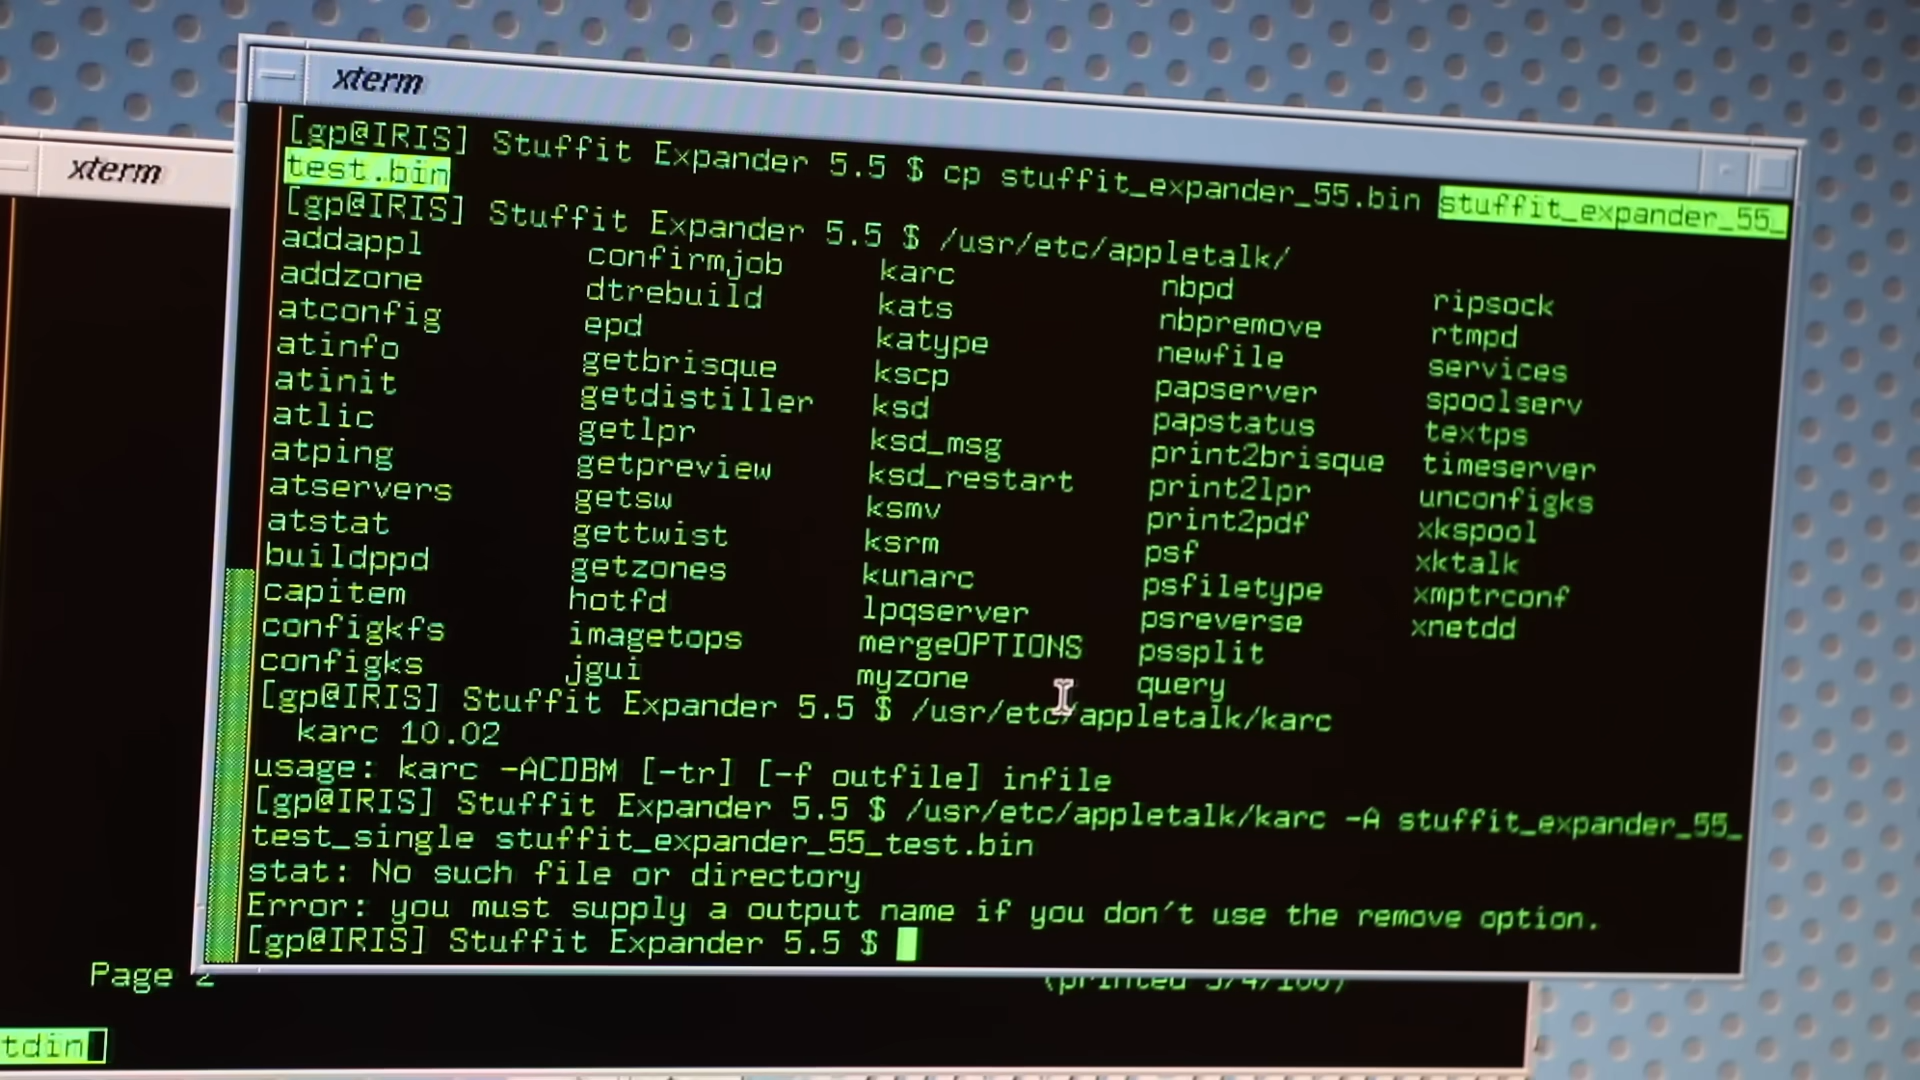 xterm
xterm
[gp@IRIS] Stuffit Expander 5.5 $ cp stuffit_expander_55.bin stuffit_expander_55_
test.bin
[gp@IRIS] Stuffit Expander 5.5 $ /usr/etc/appletalk/
addappl confirmjob karc nbpd ripsock
addzone dtrebuild kats nbpremove rtmpd
atconfig epd katype newfile services
atinfo getbrisque kscp papserver spoolserv
atinit getdistiller ksd papstatus textps
atlic getlpr ksd_msg print2brisque timeserver
atping getpreview ksd_restart print2lpr unconfigks
atservers getsw ksmv print2pdf xkspool
atstat gettwist ksrm psf xktalk
buildppd getzones kunarc psfiletype xmptrconf
capitem hotfd lpqserver psreverse xnetdd
configkfs imagetops mergeOPTIONS pssplit
configks jgui myzone query
[gp@IRIS] Stuffit Expander 5.5 $ /usr/etc/appletalk/karc
karc 10.02
usage: karc -ACDBM [-tr] [-f outfile] infile
[gp@IRIS] Stuffit Expander 5.5 $ /usr/etc/appletalk/karc -A stuffit_expander_55_
test_single stuffit_expander_55_test.bin
stat: No such file or directory
Error: you must supply a output name if you don't use the remove option.
[gp@IRIS] Stuffit Expander 5.5 $
Page 2
(printed 3/4/100)
tdin